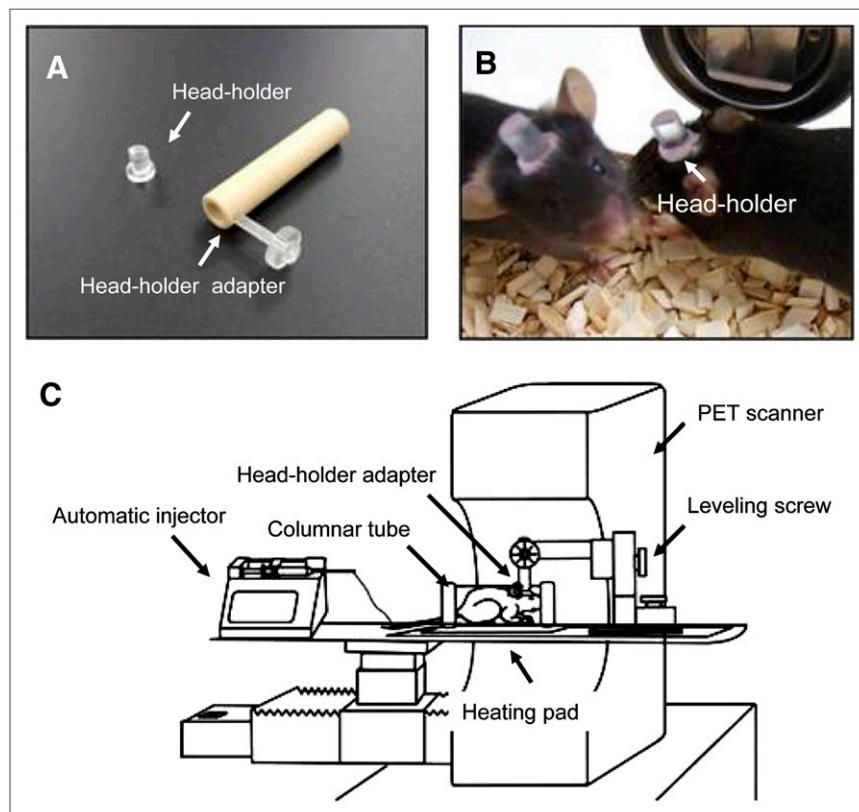 A
Head-holder
Head-holder adapter
B
Head-holder
C
PET scanner
Head-holder adapter
Leveling screw
Automatic injector
Columnar tube
Heating pad